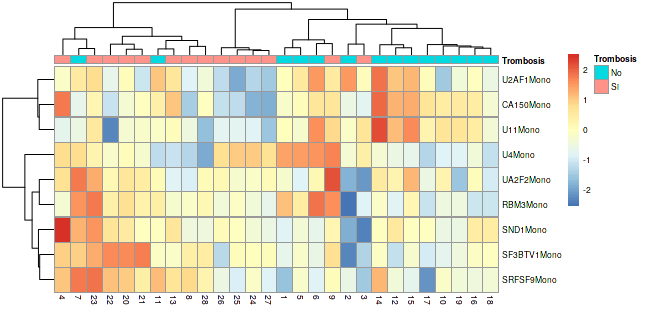 Trombosis
Trombosis
No
SI
U2AF1Mono
CA150Mono
U11Mono
U4Mono
UA2F2Mono
RBM3Mono
SND1Mono
SF3BTV1Mono
SRFSF9Mono
2
1
0
-1
-2
4 7 23 22 20 21 11 13 8 28 26 25 24 27 1 5 6 9 2 3 14 12 15 17 10 19 16 18